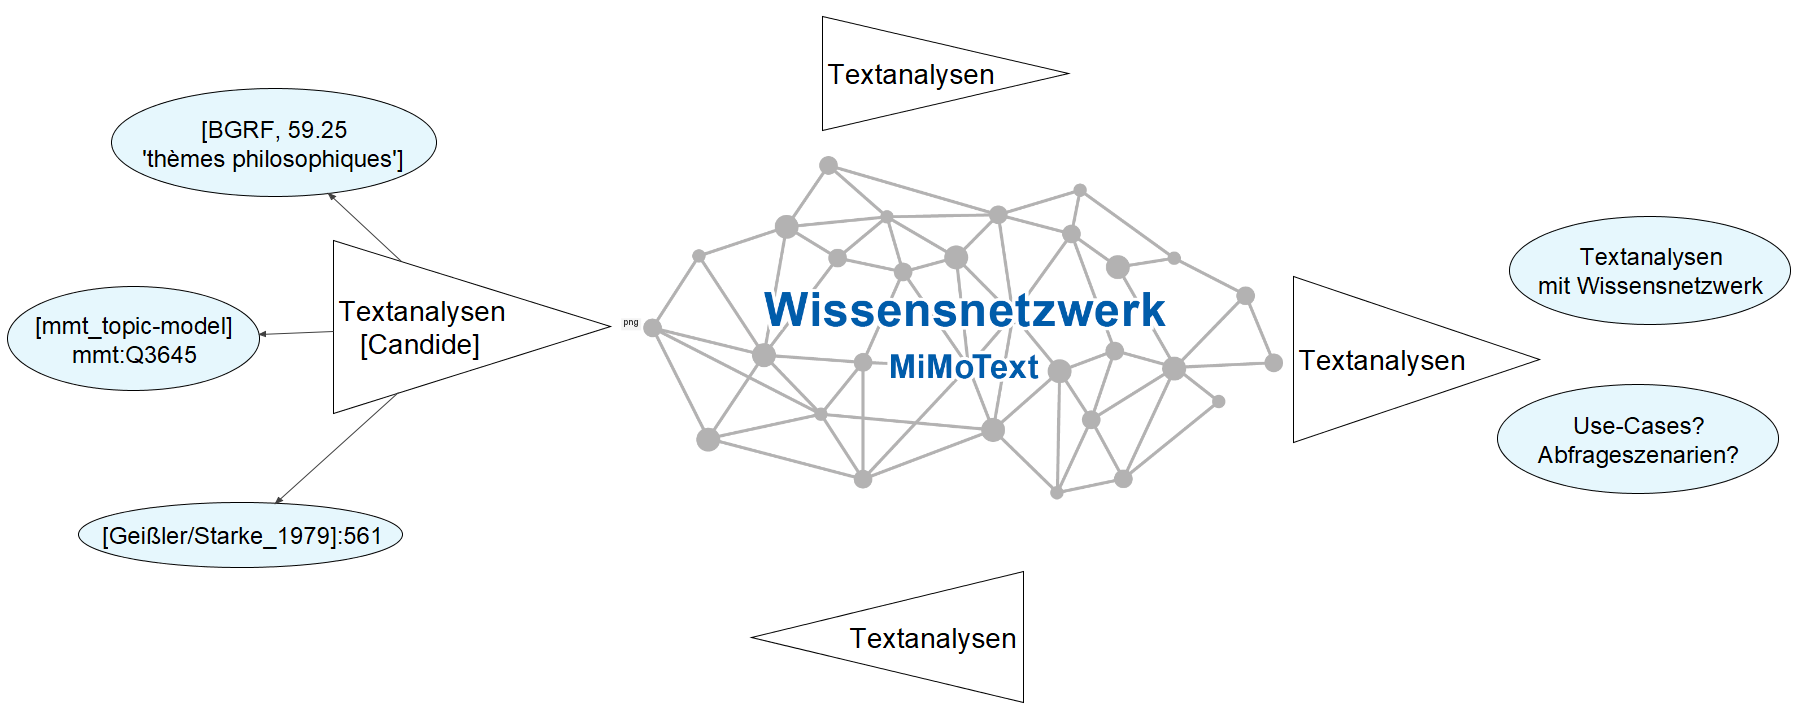 Textanalysen
[BGRF, 59.25
'thèmes philosophiques']
[mmt_topic-model]
mmt:Q3645
Textanalysen
[Candide]
[Geißler/Starke_1979]:561
png
Wissensnetzwerk
MiMoText
Textanalysen
Textanalysen
mit Wissensnetzwerk
Use-Cases?
Abfrageszenarien?
Textanalysen